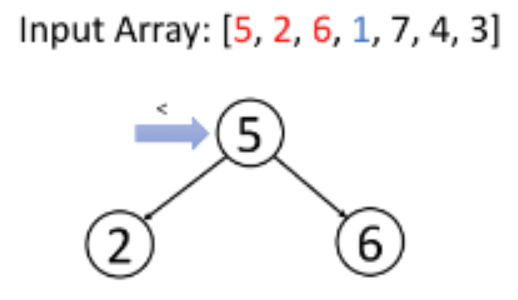 Input Array: [5, 2, 6, 1, 7, 4, 3]
<
5
2 6